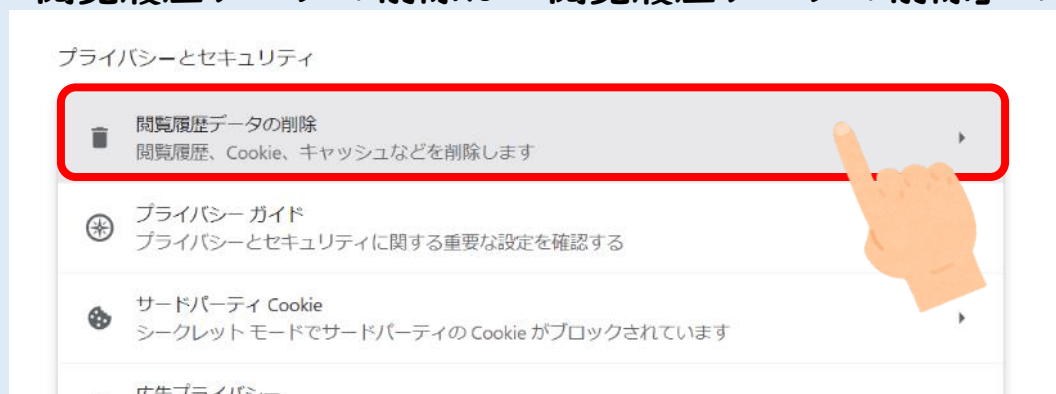 プライバシーとセキュリティ
閲覧履歴データの削除
閲覧履歴、Cookie、キャッシュなどを削除します
プライバシー ガイド
プライバシーとセキュリティに関する重要な設定を確認する
サードパーティ Cookie
シークレット モードでサードパーティの Cookie がブロックされています